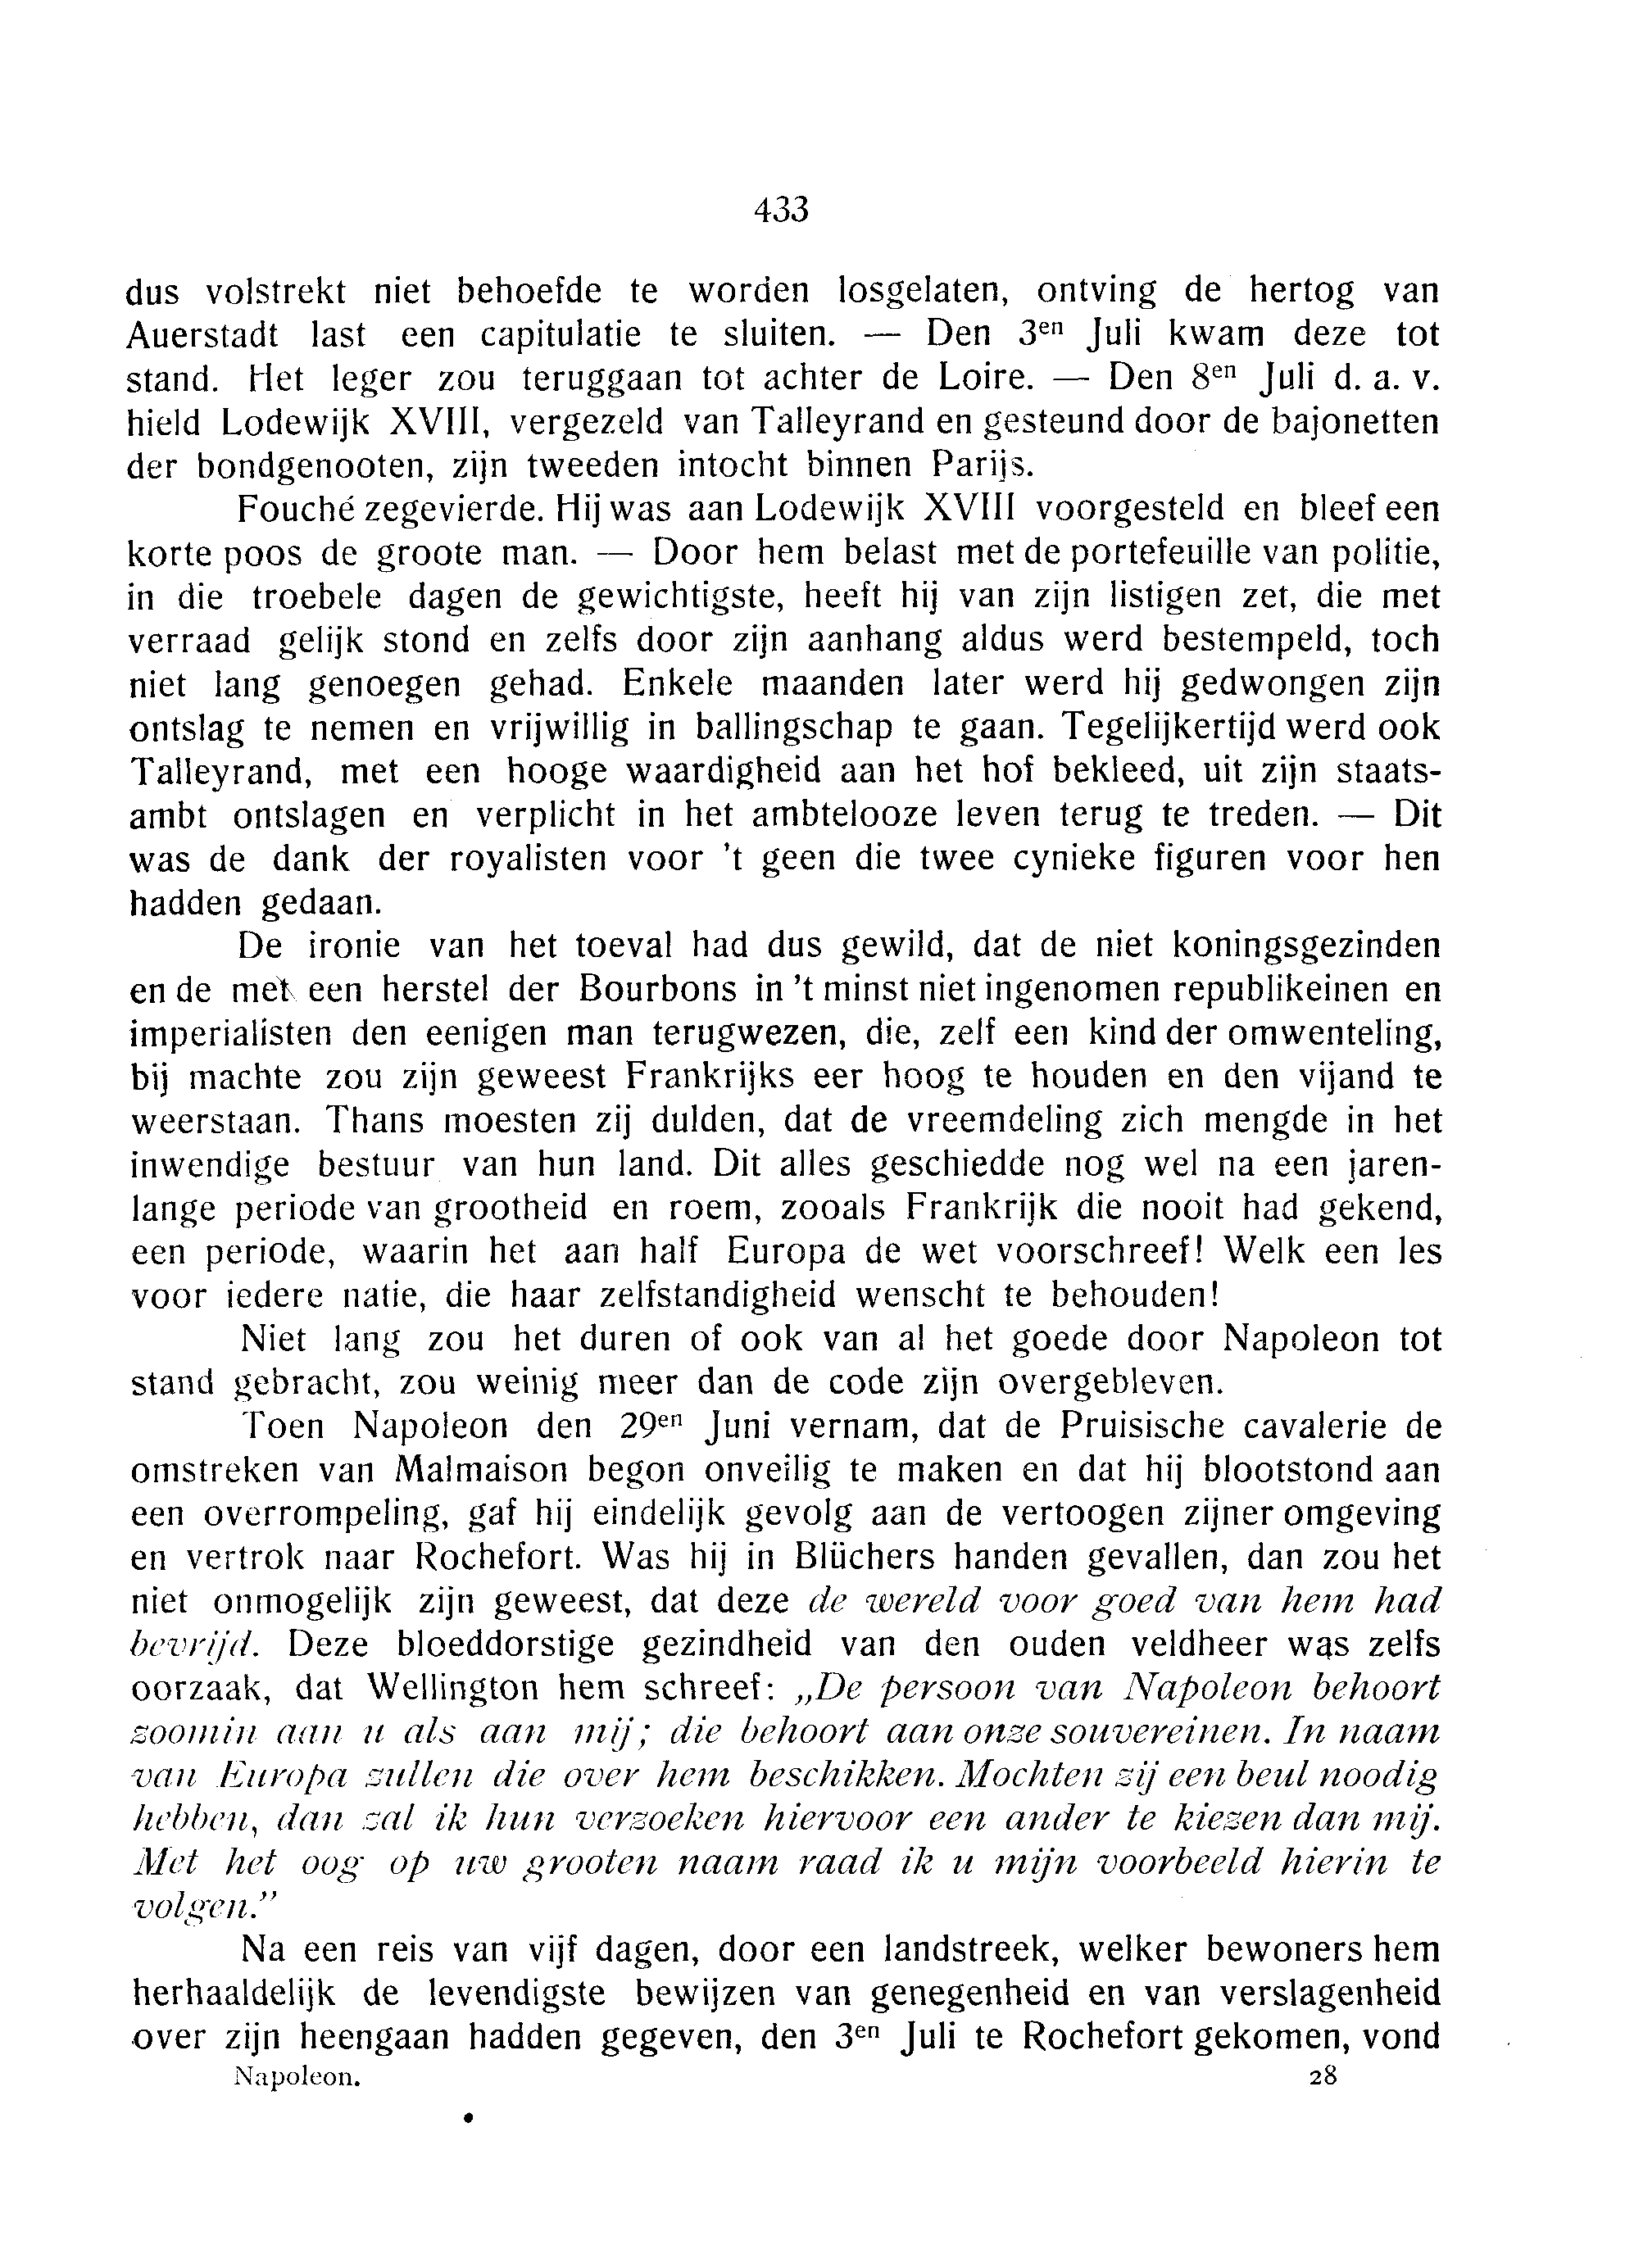 433
dus volstrekt niet behoefde te worden losgelaten, ontving de hertog van
Auerstadt last een capitulatie te sluiten. — Den 3en Juli kwam deze tot
stand. Het leger zou teruggaan tot achter de Loire. — Den 8en Juli d. a. v.
hield Lodewijk XVIII, vergezeld van Talleyrand en gesteund door de bajonetten
der bondgenooten, zijn tweeden intocht binnen Parijs.
Fouché zegevierde. Hij was aan Lodewijk XVIII voorgesteld en bleef een
korte poos de groote man. — Door hem belast met de portefeuille van politie,
in die troebele dagen de gewichtigste, heeft hij van zijn listigen zet, die met
verraad gelijk stond en zelfs door zijn aanhang aldus werd bestempeld, toch
niet lang genoegen gehad. Enkele maanden later werd hij gedwongen zijn
ontslag te nemen en vrijwillig in ballingschap te gaan. Tegelijkertijd werd ook
Talleyrand, met een hooge waardigheid aan het hof bekleed, uit zijn staats-
ambt ontslagen en verplicht in het ambtelooze leven terug te treden. — Dit
was de dank der royalisten voor 't geen die twee cynieke figuren voor hen
hadden gedaan.
De ironie van het toeval had dus gewild, dat de niet koningsgezinden
en de met een herstel der Bourbons in 't minst niet ingenomen republikeinen en
imperialisten den eenigen man terugwezen, die, zelf een kind der omwenteling,
bij machte zou zijn geweest Frankrijks eer hoog te houden en den vijand te
weerstaan. Thans moesten zij dulden, dat de vreemdeling zich mengde in het
inwendige bestuur van hun land. Dit alles geschiedde nog wel na een jaren-
lange periode van grootheid en roem, zooals Frankrijk die nooit had gekend,
een periode, waarin het aan half Europa de wet voorschreef! Welk een les
voor iedere natie, die haar zelfstandigheid wenscht te behouden!
Niet lang zou het duren of ook van al het goede door Napoleon tot
stand gebracht, zou weinig meer dan de code zijn overgebleven.
Toen Napoleon den 29en Juni vernam, dat de Pruisische cavalerie de
omstreken van Malmaison begon onveilig te maken en dat hij blootstond aan
een overrompeling, gaf hij eindelijk gevolg aan de vertoogen zijner omgeving
en vertrok naar Rochefort. Was hij in Blüchers handen gevallen, dan zou het
niet onmogelijk zijn geweest, dat deze de wereld voor goed van hem had
bevrijd. Deze bloeddorstige gezindheid van den ouden veldheer was zelfs
oorzaak, dat Wellington hem schreef: „De persoon van Napoleon behoort
zoomin aan u als aan mij; die behoort aan onze souvereinen. In naam
van Europa zullen die over hem beschikken. Mochten zij een beul noodig
hebben, dan zal ik hun verzoeken hiervoor een ander te kiezen dan mij.
Met het oog op uw grooten naam raad ik u mijn voorbeeld hierin te
volgen.”
Na een reis van vijf dagen, door een landstreek, welker bewoners hem
herhaaldelijk de levendigste bewijzen van genegenheid en van verslagenheid
over zijn heengaan hadden gegeven, den 3en Juli te Rochefort gekomen, vond
Napoleon. 28